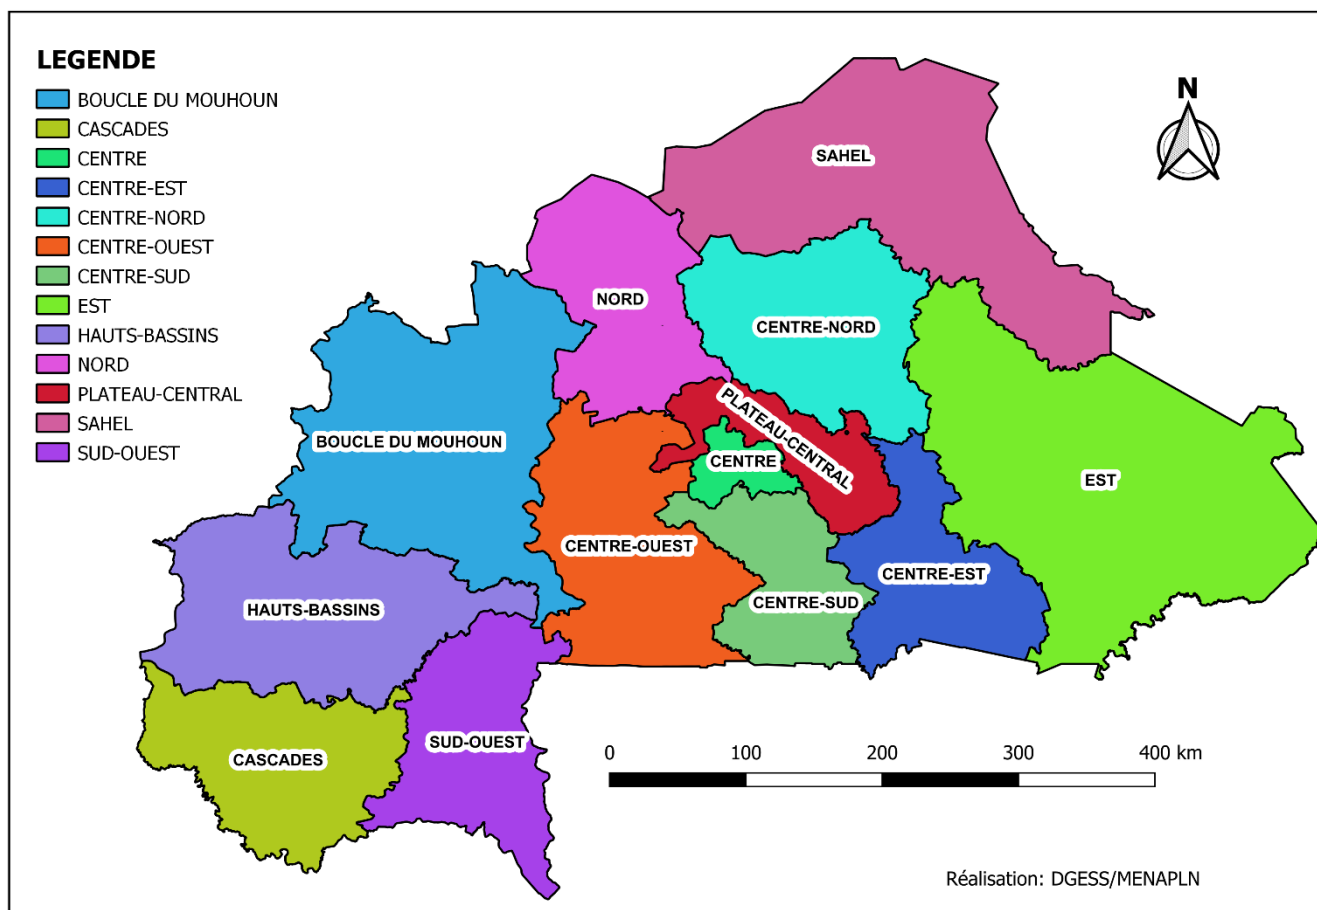 LEGENDE
BOUCLE DU MOUHOUN
CASCADES
CENTRE
CENTRE-EST
CENTRE-NORD
CENTRE-OUEST
CENTRE-SUD
EST
HAUTS-BASSINS
NORD
PLATEAU-CENTRAL
SAHEL
SUD-OUEST
N
SAHEL
NORD
CENTRE-NORD
PLATEAU-CENTRAL
BOUCLE DU MOUHOUN
CENTRE
EST
CENTRE-OUEST
CENTRE-EST
CENTRE-SUD
HAUTS-BASSINS
SUD-OUEST
CASCADES
0 100 200 300 400 km
Réalisation: DGESS/MENAPLN